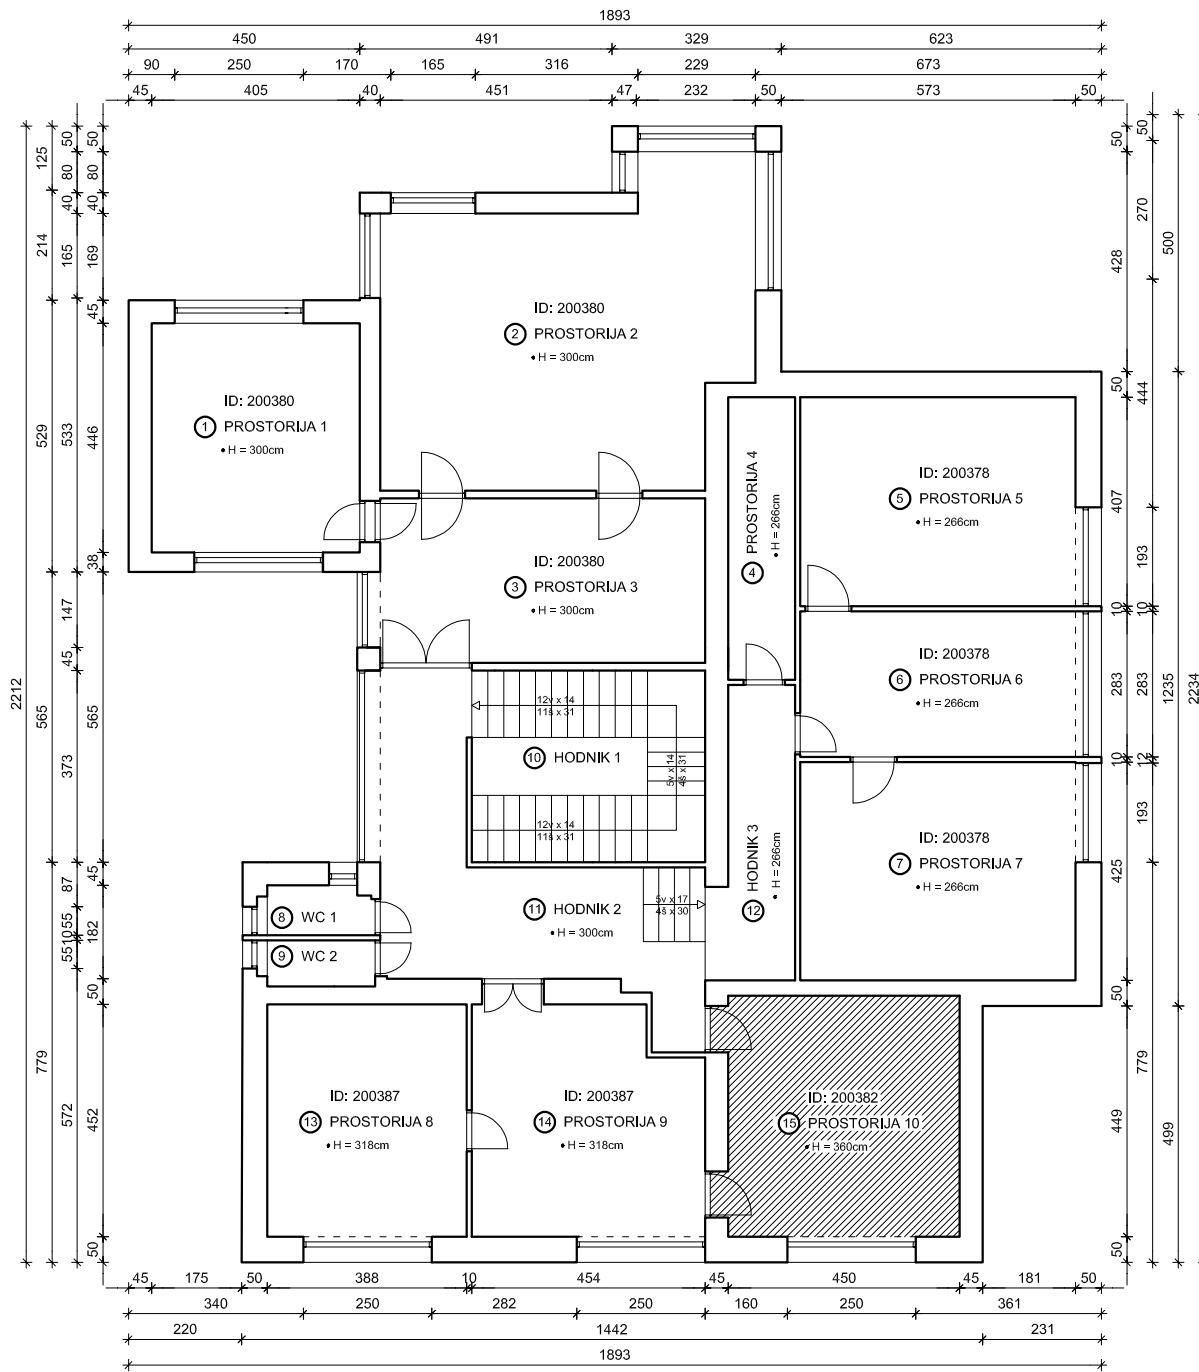 1893
450 491 329 623
90 250 170 165 316 229 673
45 405 40 451 47 232 50 573 50
2212
125 214 529 565 779
50 80 40 165 533 147 45 373 87 55 10 55 572
50 80 40 169 45 446 38 565 45 182 50 452 50
50 428 50 407 10 283 10 425 50 449 50
50 270 444 193 10 283 12 193 779
500 1235 499
2234
ID: 200380
2 PROSTORIJA 2
• H = 300cm
ID: 200380
1 PROSTORIJA 1
• H = 300cm
ID: 200380
3 PROSTORIJA 3
• H = 300cm
4 PROSTORIJA 4
• H = 266cm
ID: 200378
5 PROSTORIJA 5
• H = 266cm
ID: 200378
6 PROSTORIJA 6
• H = 266cm
12v x 14
11š x 31
10 HODNIK 1
5v x 14
4š x 31
12v x 14
11š x 31
ID: 200378
7 PROSTORIJA 7
• H = 266cm
12 HODNIK 3
• H = 266cm
5v x 17
4š x 30
11 HODNIK 2
• H = 300cm
8 WC 1
9 WC 2
ID: 200387
13 PROSTORIJA 8
• H = 318cm
ID: 200387
14 PROSTORIJA 9
• H = 318cm
ID: 200382
15 PROSTORIJA 10
• H = 360cm
45 175 50 388 10 454 45 450 45 181 50
340 250 282 250 160 250 361
220 1442 231
1893